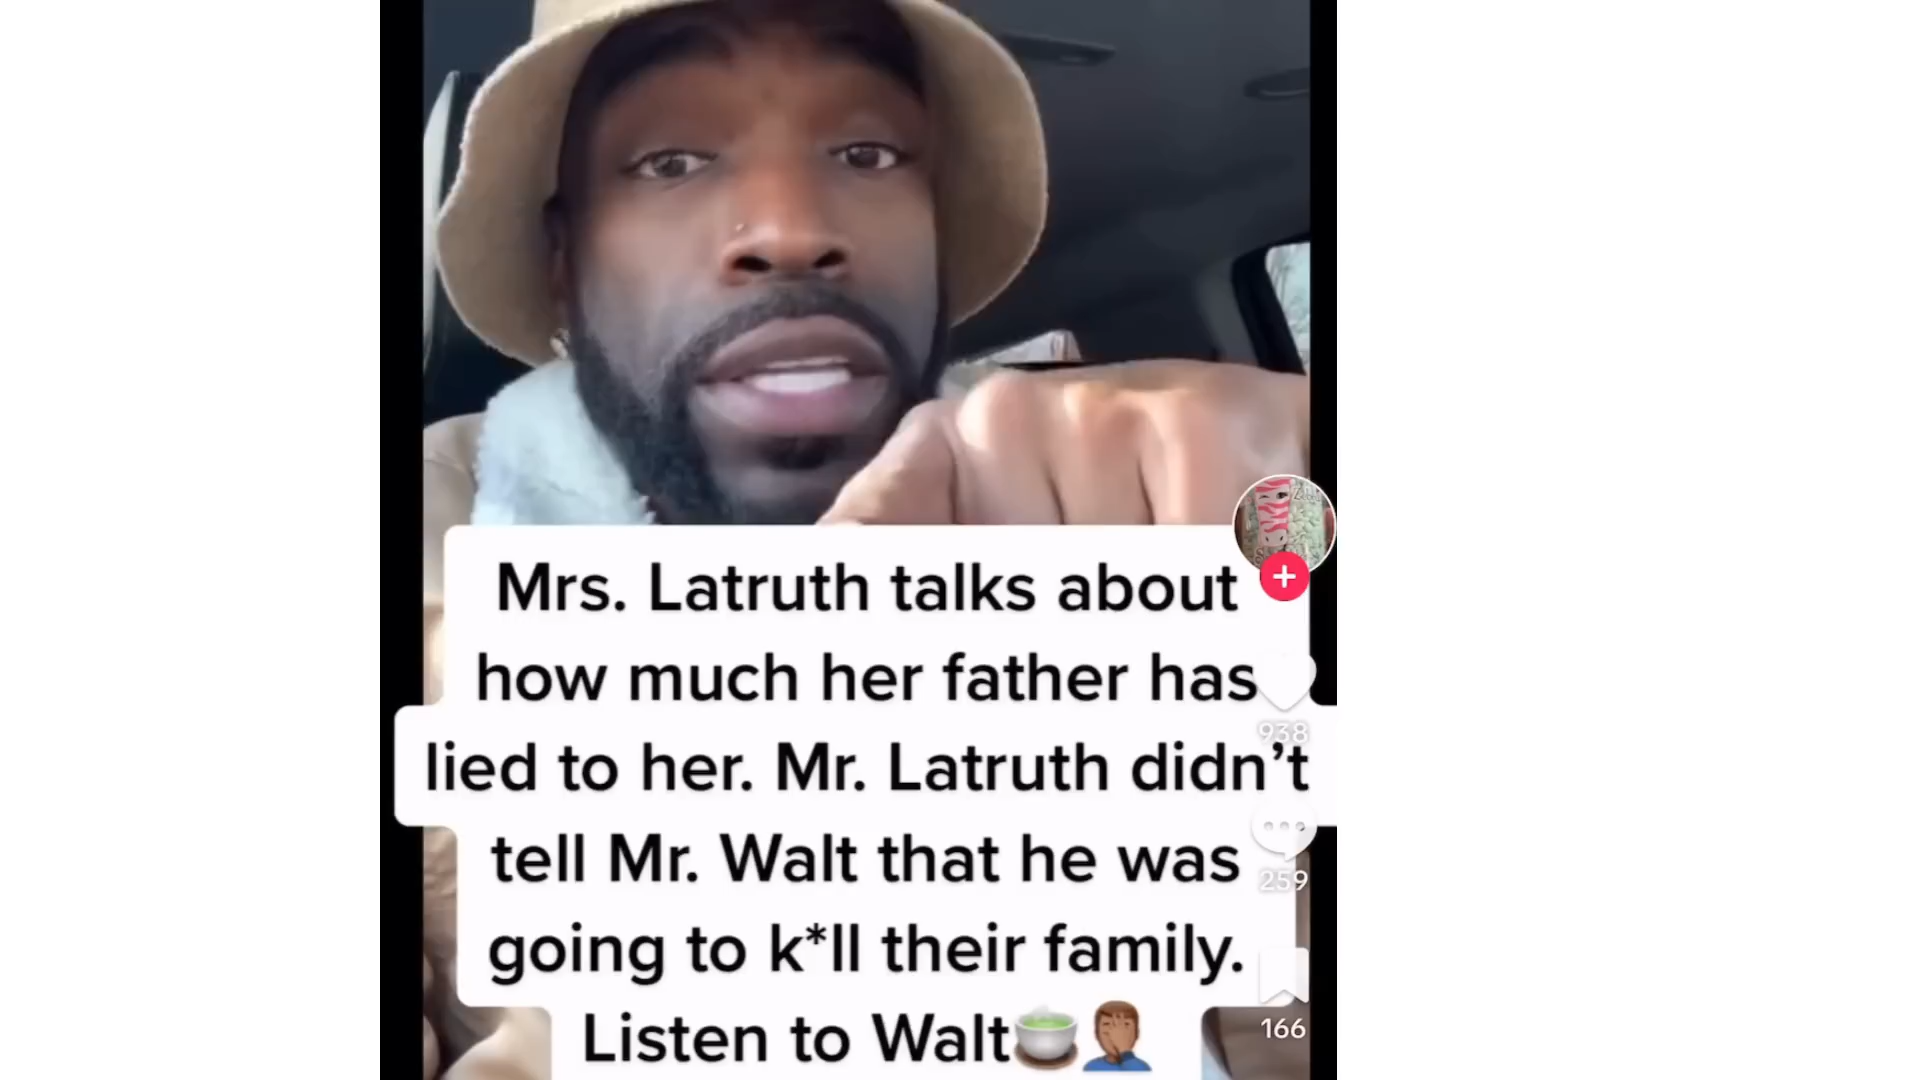 Mrs. Latruth talks about
how much her father has
lied to her. Mr. Latruth didn’t
tell Mr. Walt that he was
going to k*ll their family.
Listen to Walt🍵🤦🏾‍♂️
938
259
166